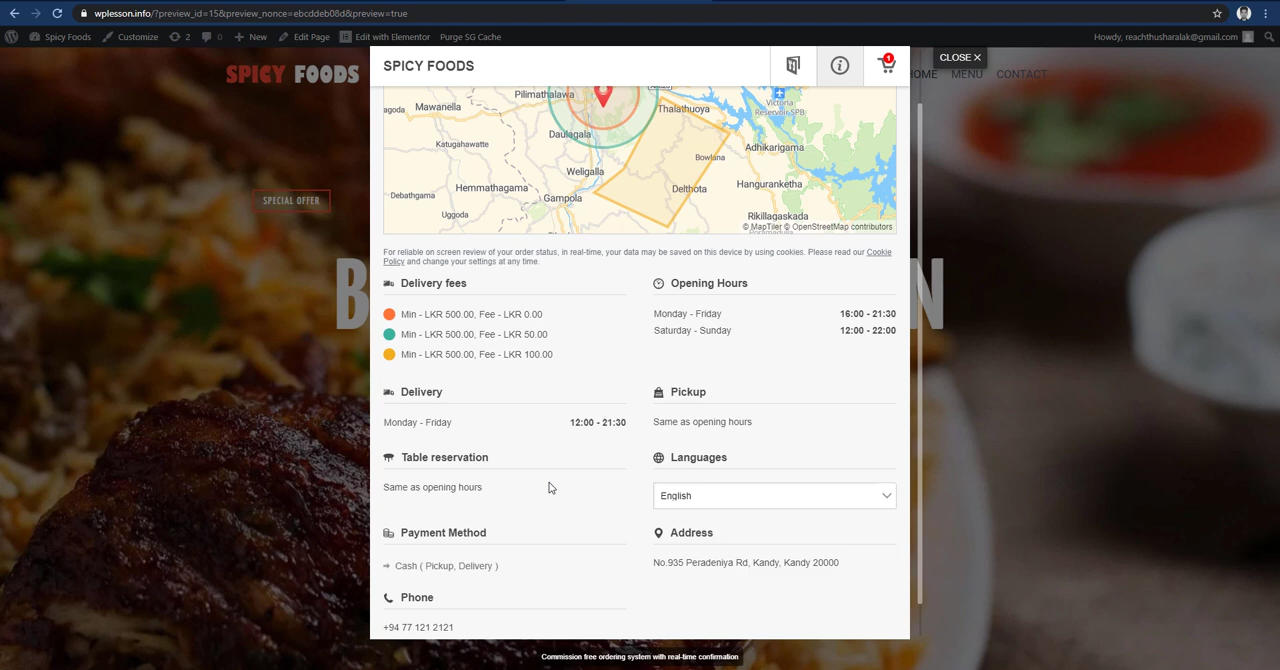 wplesson.info/?preview_id=15&preview_nonce=ebcddeb08d&preview=true
Spicy Foods
Customize
2
0
New
Edit Page
Edit with Elementor
Purge SG Cache
Howdy, reachthusharalak@gmail.com
SPICY FOODS
SPICY FOODS
1
CLOSE X
HOME
MENU
CONTACT
Pilimathalawa
Thalathuoya
Victoria
Reservoir SPB
agoda
Mawanella
Daulagala
Adhikarigama
Katugahawatte
Bowlana
Weligalla
Debathgama
Hemmathagama
Gampola
Delthota
Hanguranketha
Uggoda
Rikillagaskada
© MapTiler © OpenStreetMap contributors
SPECIAL OFFER
For reliable on screen review of your order status, in real-time, your data may be saved on this device by using cookies. Please read our Cookie
Policy and change your settings at any time.
B
N
Delivery fees
Min - LKR 500.00, Fee - LKR 0.00
Min - LKR 500.00, Fee - LKR 50.00
Min - LKR 500.00, Fee - LKR 100.00
Opening Hours
Monday - Friday 16:00 - 21:30
Saturday - Sunday 12:00 - 22:00
Delivery
Monday - Friday 12:00 - 21:30
Pickup
Same as opening hours
Table reservation
Same as opening hours
Languages
English
Payment Method
Cash ( Pickup, Delivery )
Address
No.935 Peradeniya Rd, Kandy, Kandy 20000
Phone
+94 77 121 2121
Commission free ordering system with real-time confirmation